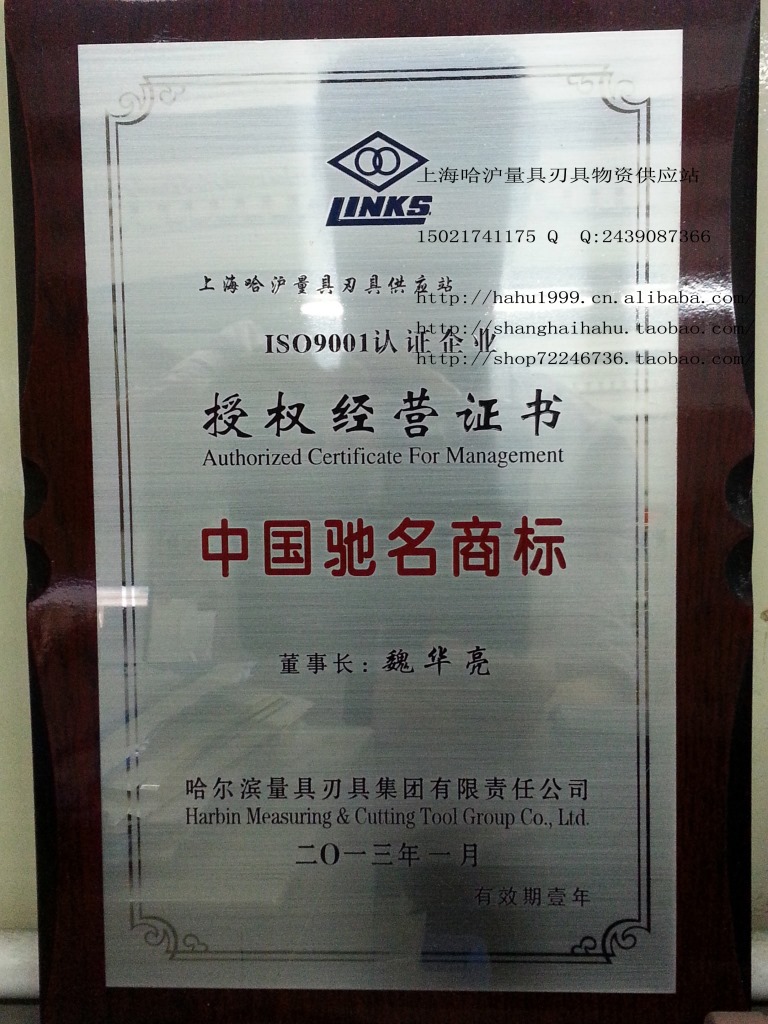 LINKS
上海哈沪量具刃具物资供应站
15021741175 Q Q:2439087366
上海哈沪量具刃具供应站
http://hahu1999.cn.alibaba.com/
http://shanghaihahu.taobao.com/
ISO9001认证企业
http://shop72246736.taobao.com/
授权经营证书
Authorized Certificate For Management
中国驰名商标
董事长:魏华亮
哈尔滨量具刃具集团有限责任公司
Harbin Measuring & Cutting Tool Group Co., Ltd.
二〇一三年一月
有效期壹年